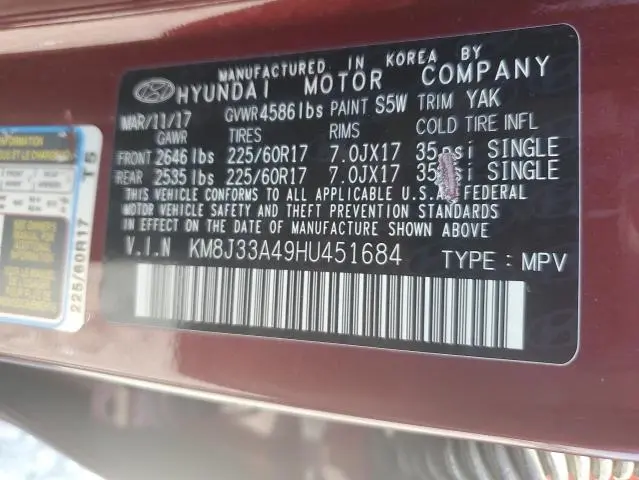 MANUFACTURED IN KOREA BY
HYUNDAI MOTOR COMPANY
MAR/11/17 GVWR 4586 lbs PAINT S5W TRIM YAK
GAWR TIRES RIMS COLD TIRE INFL
FRONT 2646 lbs 225/60R17 7.0JX17 35 psi SINGLE
REAR 2535 lbs 225/60R17 7.0JX17 35 SINGLE
THIS VEHICLE CONFORMS TO ALL APPLICABLE U.S.A FEDERAL
MOTOR VEHICLE SAFETY AND THEFT PREVENTION STANDARDS
IN EFFECT ON THE DATE OF MANUFACTURE SHOWN ABOVE
V.I.N KM8J33A49HU451684 TYPE : MPV
INFORMATION
225/60R17 T5